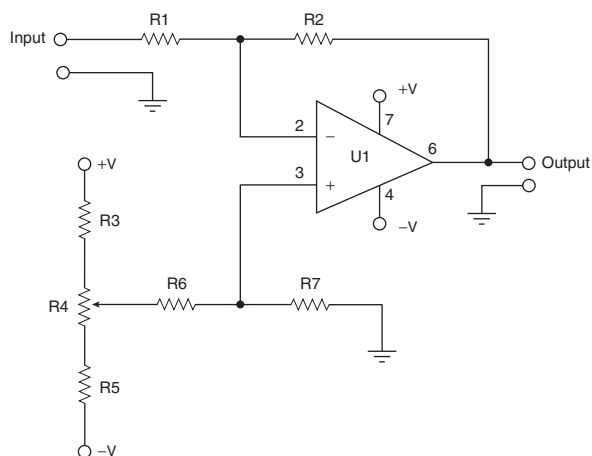 R1
R2
Input
+V
2
−
7
6
U1
Output
+V
3
+
4
R3
−V
R6
R7
R4
R5
−V